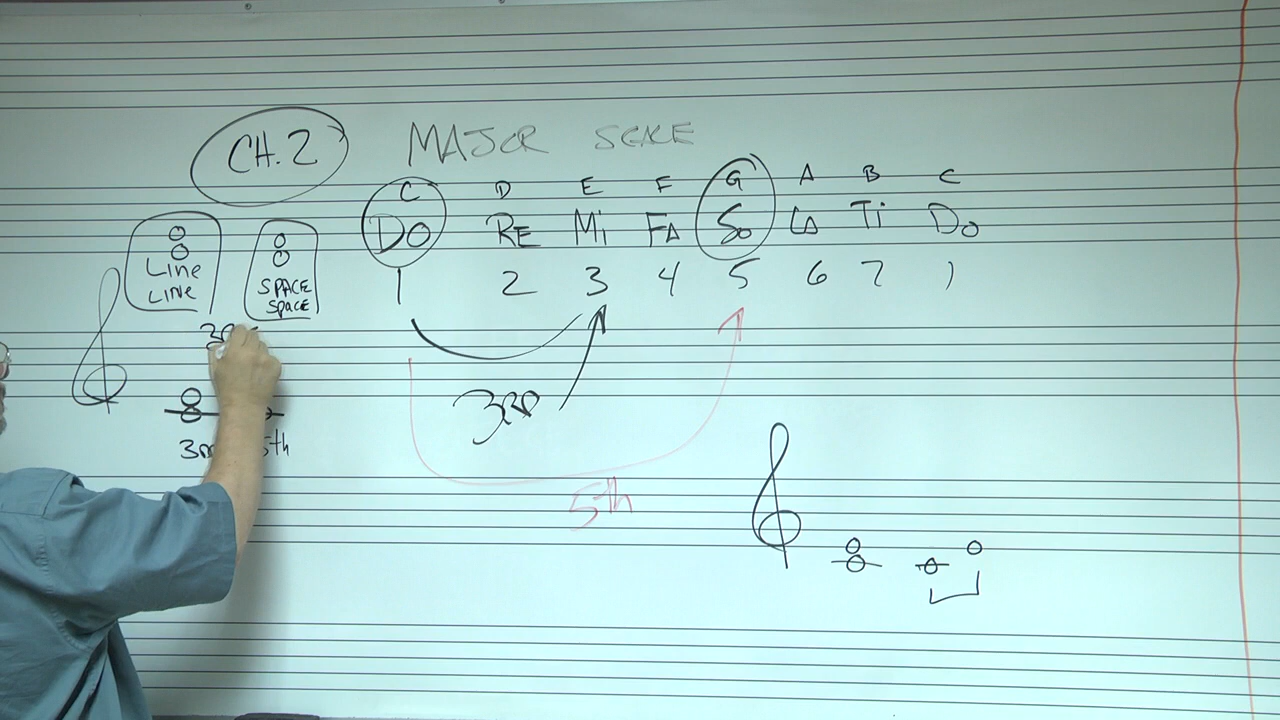 CH.2
MAJOR SCALE
C D E F G A B C
DO RE Mi FA So LA Ti Do
1 2 3 4 5 6 7 1
Line
LINE
SPACE
SPACE
3RD
5th